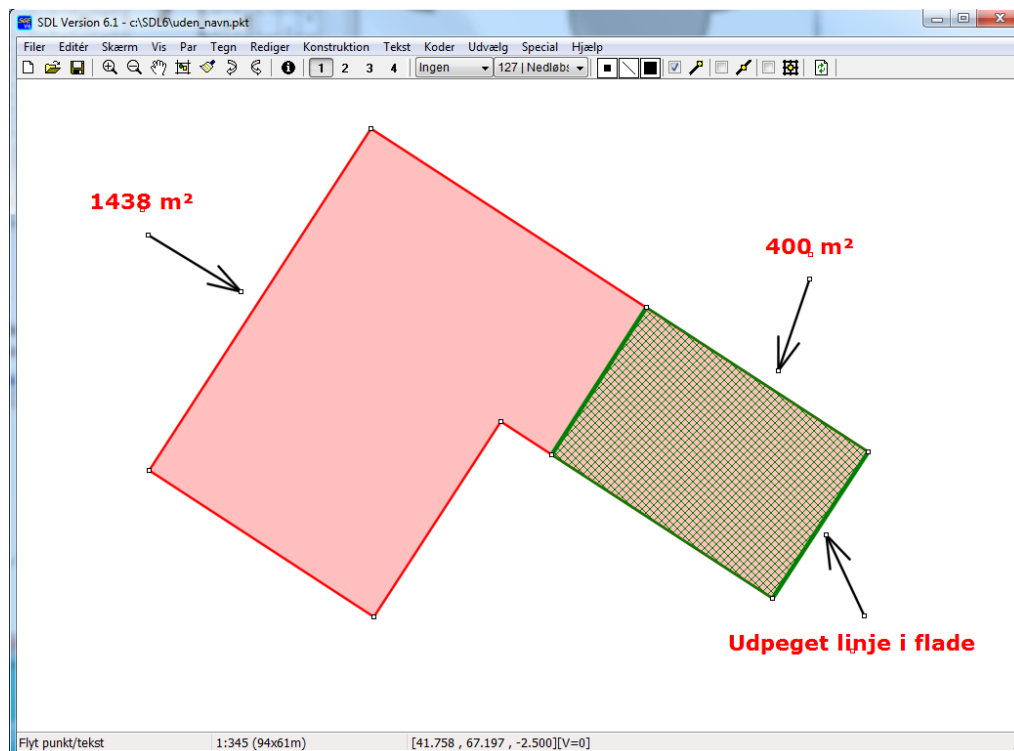 SDL Version 6.1 - c:\SDL6\uden_navn.pkt
Filer Editér Skærm Vis Par Tegn Rediger Konstruktion Tekst Koder Udvælg Special Hjælp
1 2 3 4 Ingen 127 | Nedløb:
1438 m²
400 m²
Udpeget linje i flade
Flyt punkt/tekst 1:345 (94x61m) [41.758 , 67.197 , -2.500][V=0]